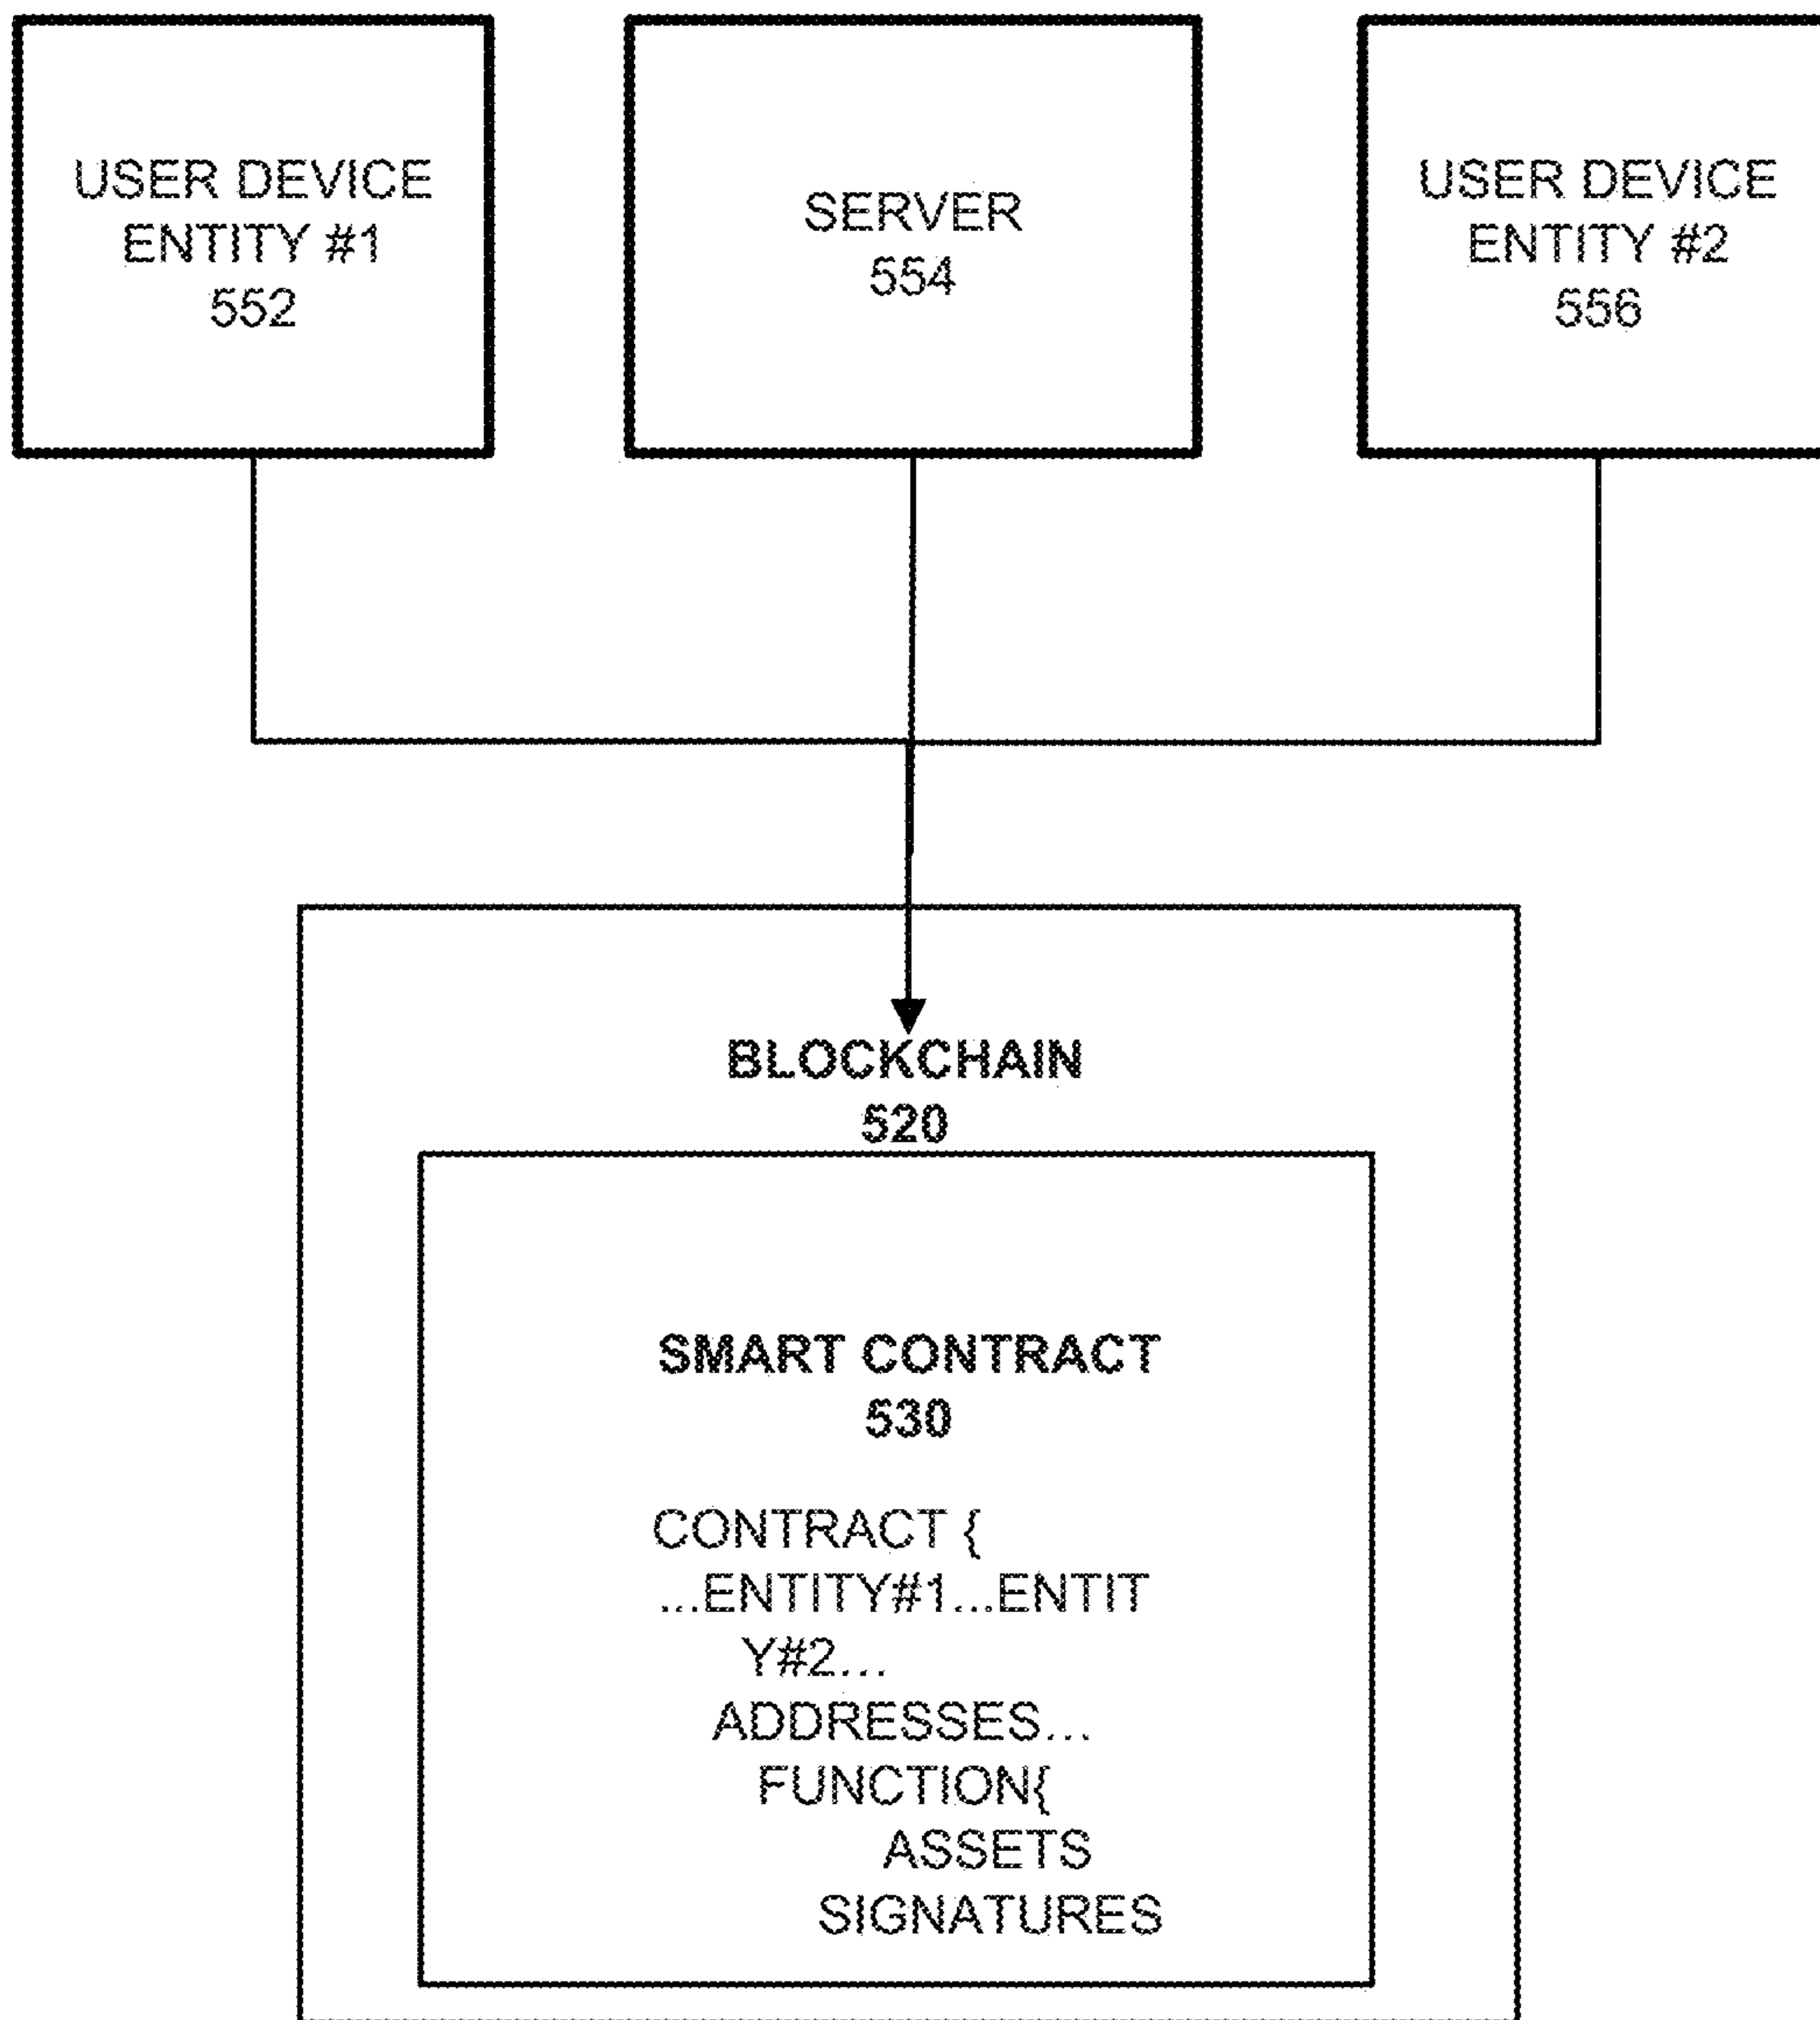 USER DEVICE
ENTITY #1
552
SERVER
554
USER DEVICE
ENTITY #2
556
BLOCKCHAIN
520
SMART CONTRACT
530
CONTRACT {
...ENTITY#1...ENTIT
Y#2...
ADDRESSES...
FUNCTION{
ASSETS
SIGNATURES